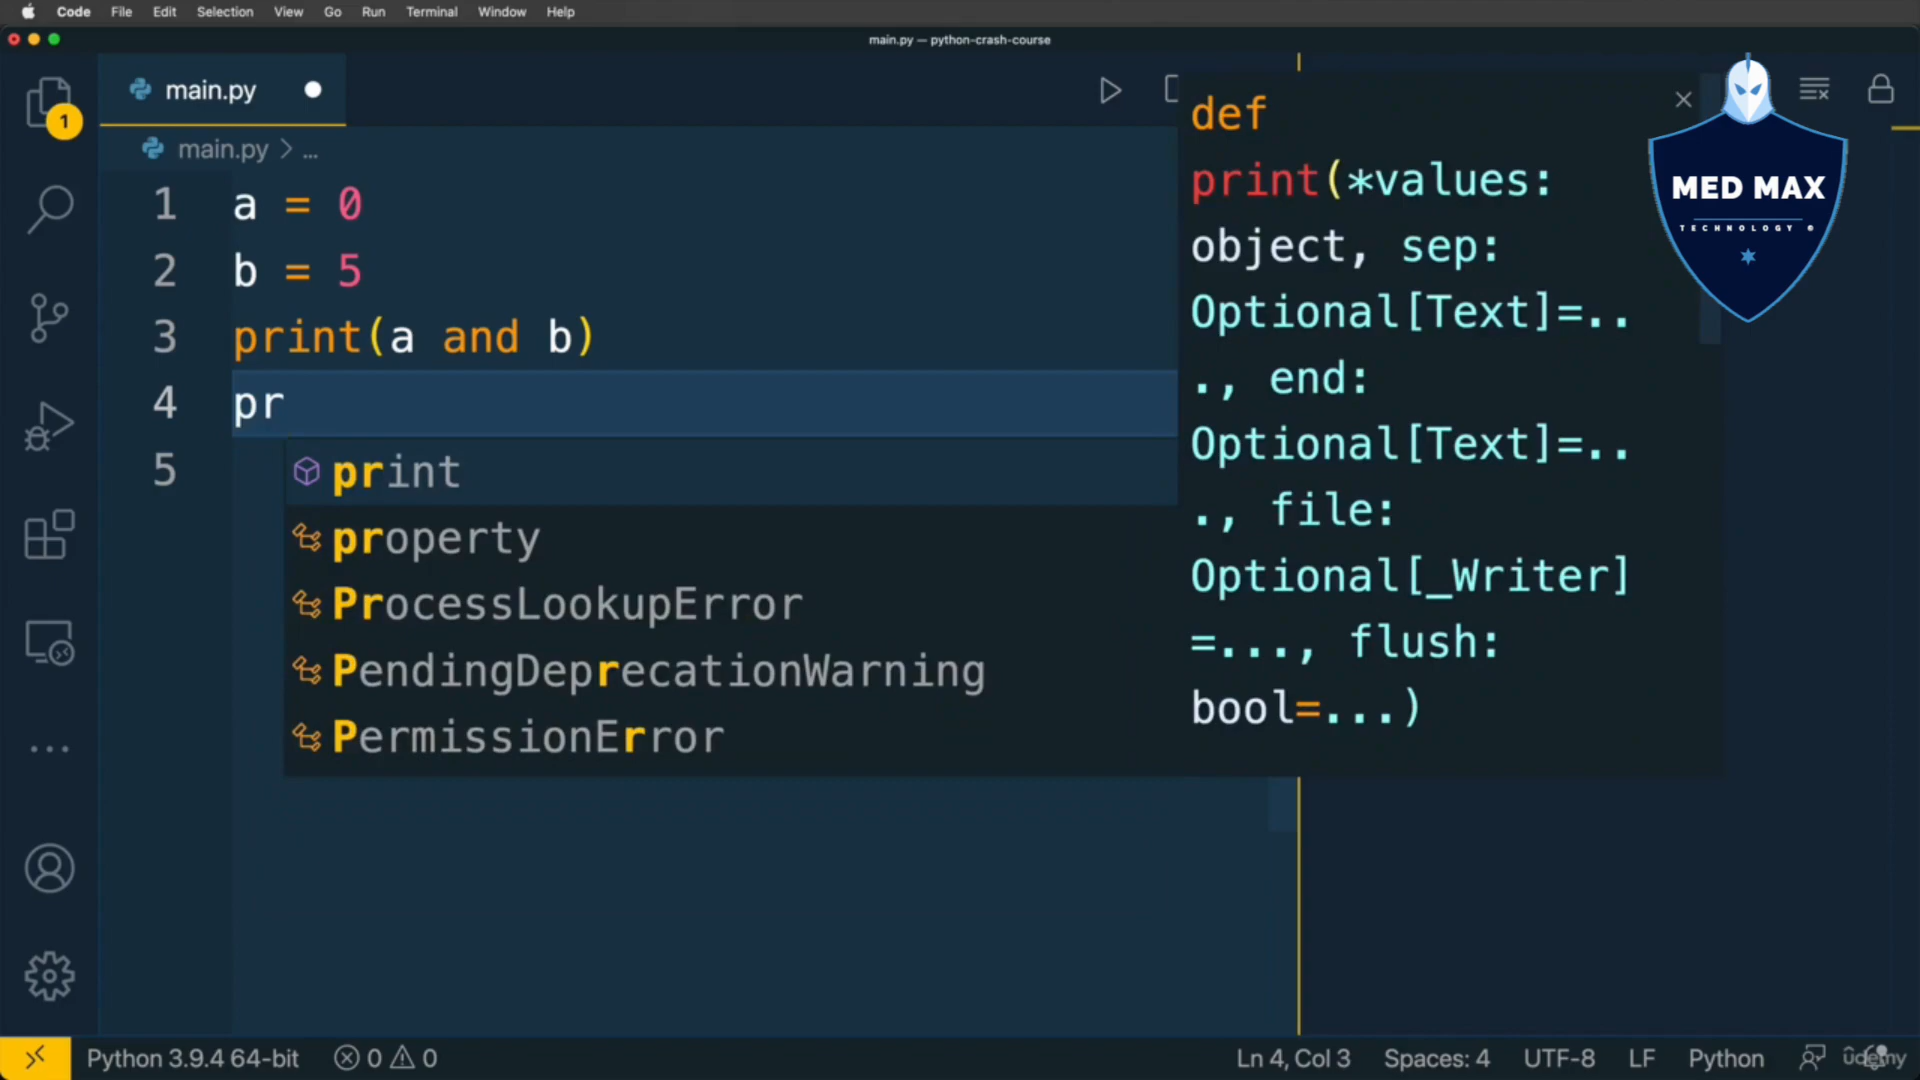 Code File Edit Selection View Go Run Terminal Window Help
main.py — python-crash-course
main.py
1
main.py > ...
1 a = 0
2 b = 5
3 print(a and b)
4 pr
5
print
property
ProcessLookupError
PendingDeprecationWarning
PermissionError
def
print(*values:
object, sep:
Optional[Text]=..
., end:
Optional[Text]=..
., file:
Optional[_Writer]
=..., flush:
bool=...)
MED MAX
TECHNOLOGY ®
Python 3.9.4 64-bit 0 0 Ln 4, Col 3 Spaces: 4 UTF-8 LF Python
udemy